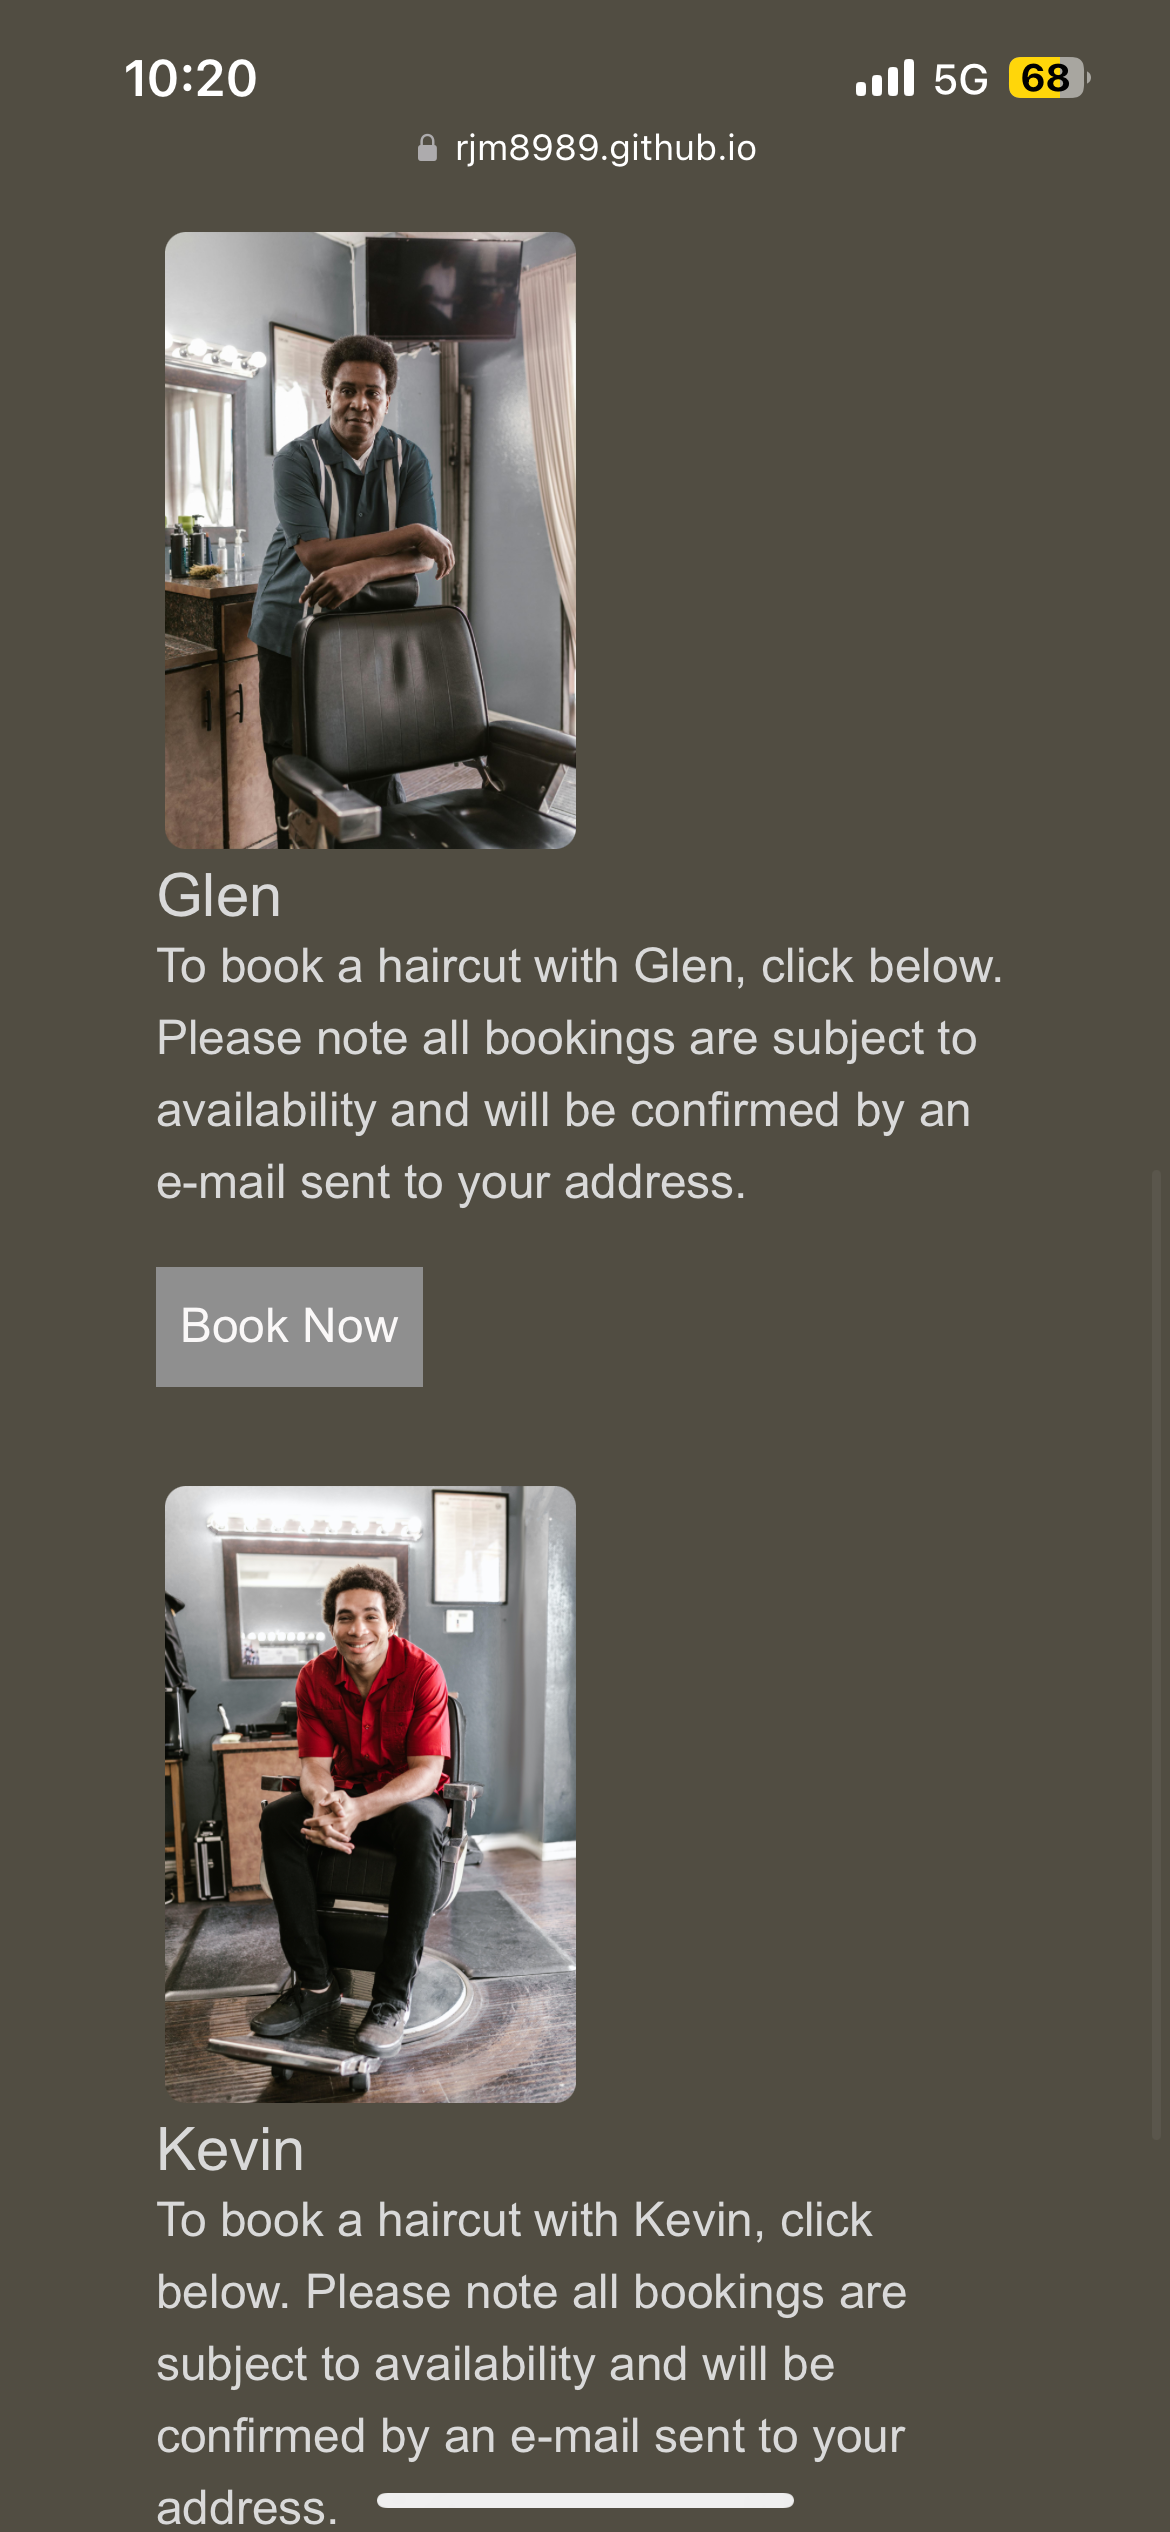 10:20
5G
68
rjm8989.github.io
Glen
To book a haircut with Glen, click below.
Please note all bookings are subject to
availability and will be confirmed by an
e-mail sent to your address.
Book Now
Kevin
To book a haircut with Kevin, click
below. Please note all bookings are
subject to availability and will be
confirmed by an e-mail sent to your
address.